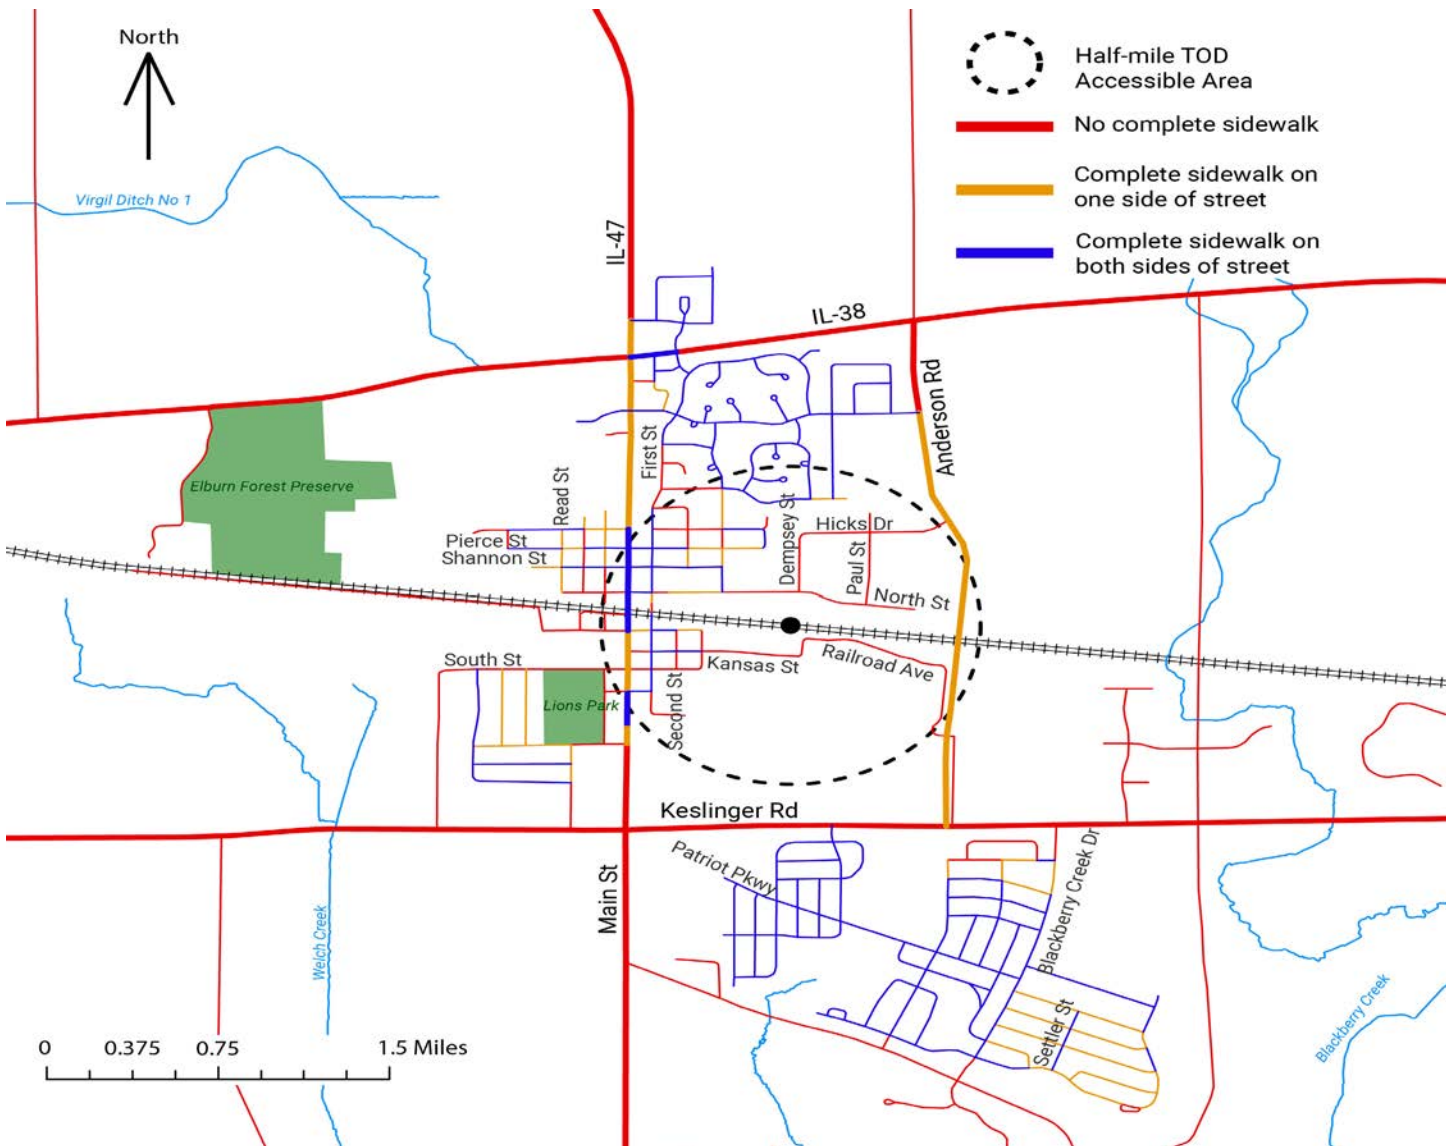 North
Half-mile TOD
Accessible Area
No complete sidewalk
Complete sidewalk on
one side of street
Complete sidewalk on
both sides of street
Virgil Ditch No 1
IL-47
IL-38
Anderson Rd
First St
Read St
Elburn Forest Preserve
Dempsey St
Hicks Dr
Pierce St
Shannon St
Paul St
North St
South St
Kansas St
Railroad Ave
Lions Park
Second St
Keslinger Rd
Patriot Pkwy
Blackberry Creek Dr
Main St
Welch Creek
Settler St
Blackberry Creek
0 0.375 0.75 1.5 Miles